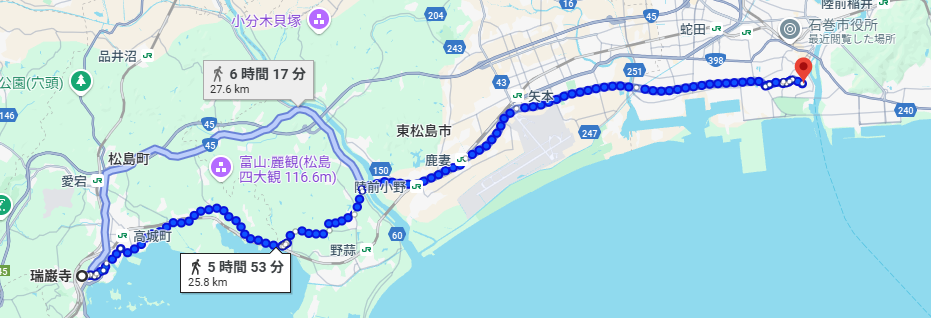 小分木貝塚
204
45
陸前稲井
蛇田
石巻市役所
最近閲覧した場所
品井沼
243
398
公園(穴頭)
6 時間 17 分
27.6 km
43
251
矢本
146
45
240
東松島市
247
松島町
45
富山:麗観(松島
四大観 116.6m)
鹿妻
150
愛宕
陸前小野
高城町
60
野蒜
瑞巌寺
5 時間 53 分
25.8 km
45